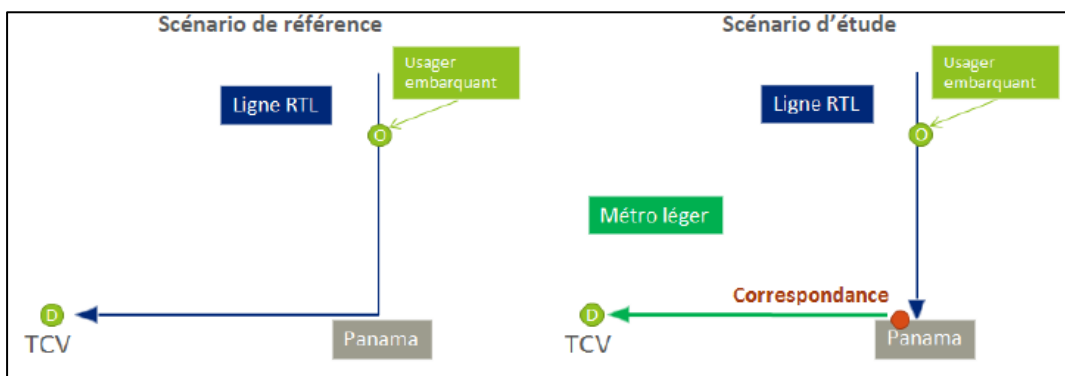 Scénario de référence
Usager
embarquant
Ligne RTL
O
D
TCV
Panama
Scénario d'étude
Usager
embarquant
Ligne RTL
O
Métro léger
Correspondance
D
TCV
Panama